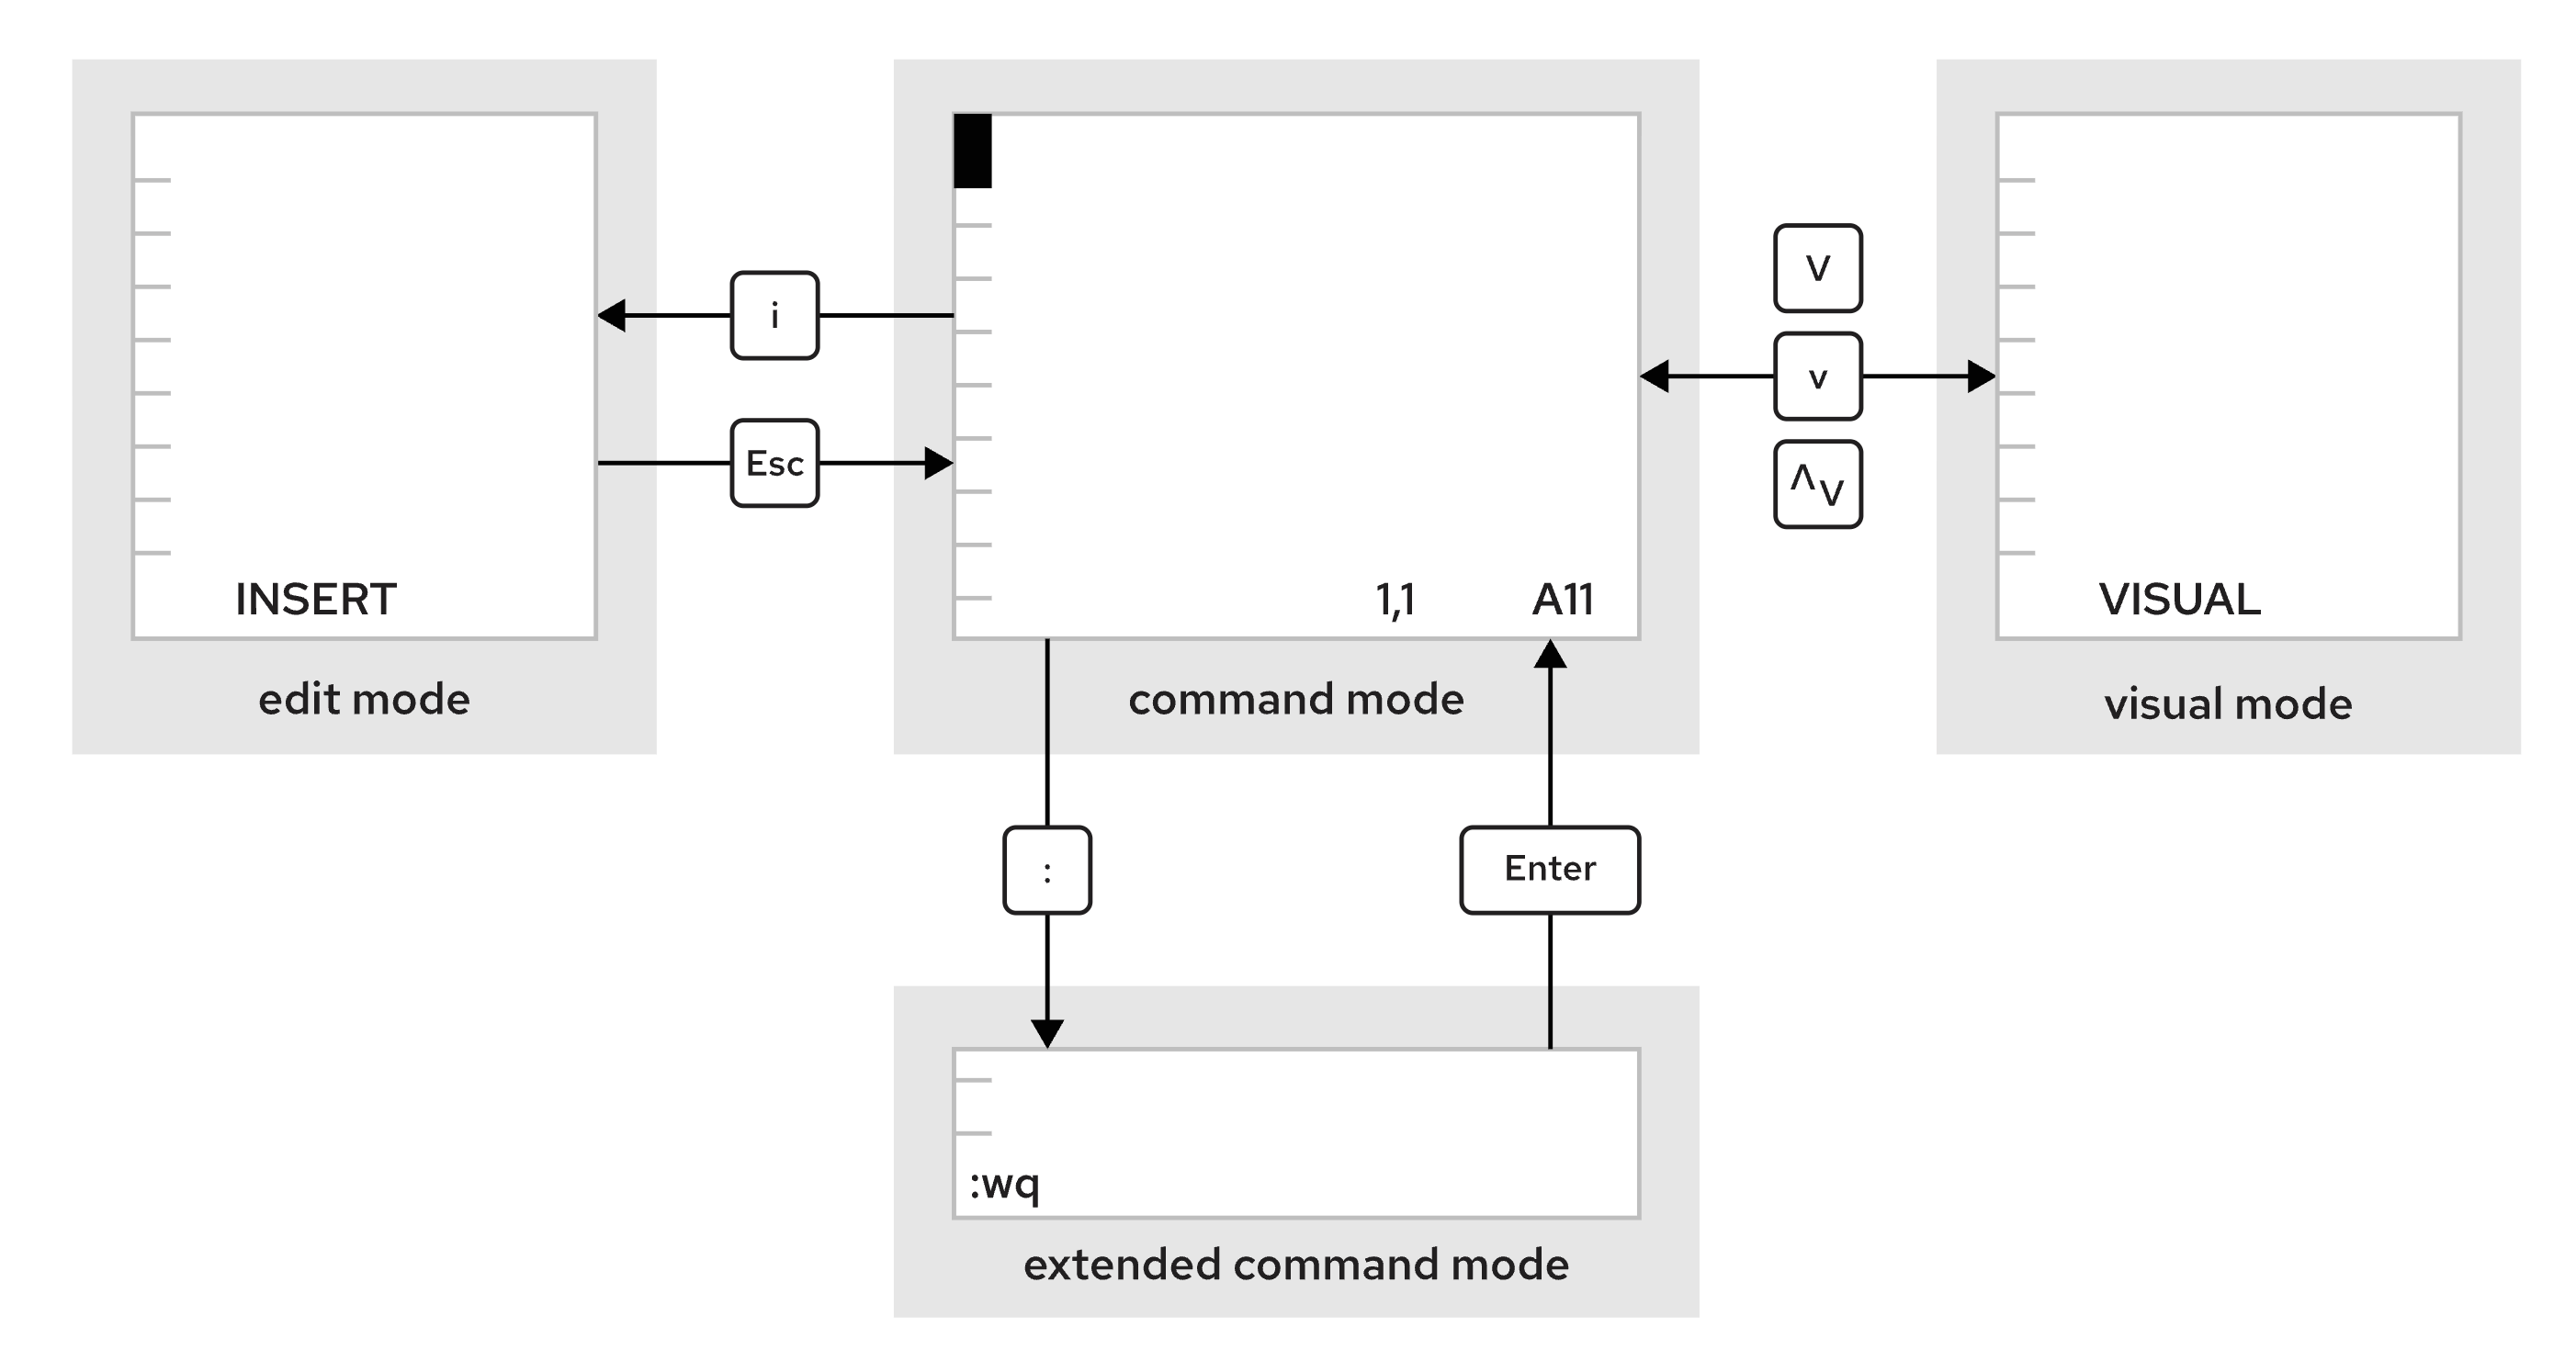 i
Esc
INSERT
edit mode
1,1 A11
command mode
V
v
^V
VISUAL
visual mode
:
Enter
:wq
extended command mode